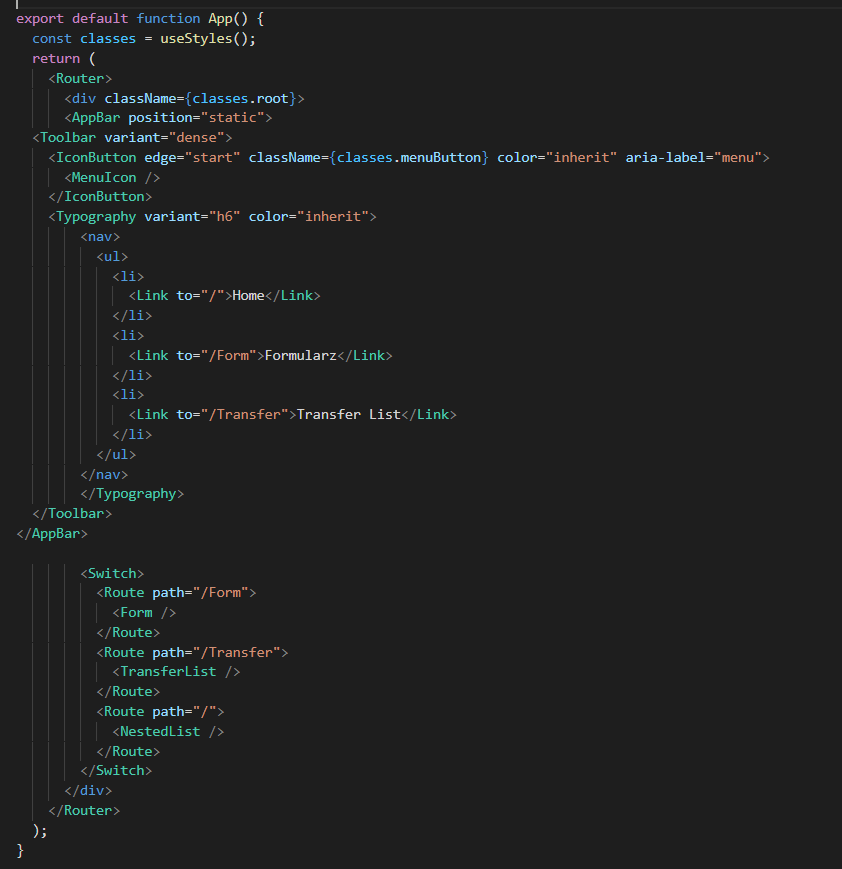 export default function App() {
  const classes = useStyles();
  return (
    <Router>
      <div className={classes.root}>
      <AppBar position="static">
  <Toolbar variant="dense">
    <IconButton edge="start" className={classes.menuButton} color="inherit" aria-label="menu">
      <MenuIcon />
    </IconButton>
    <Typography variant="h6" color="inherit">
        <nav>
          <ul>
            <li>
              <Link to="/">Home</Link>
            </li>
            <li>
              <Link to="/Form">Formularz</Link>
            </li>
            <li>
              <Link to="/Transfer">Transfer List</Link>
            </li>
          </ul>
        </nav>
        </Typography>
  </Toolbar>
</AppBar>

        <Switch>
          <Route path="/Form">
            <Form />
          </Route>
          <Route path="/Transfer">
            <TransferList />
          </Route>
          <Route path="/">
            <NestedList />
          </Route>
        </Switch>
      </div>
    </Router>
  );
}